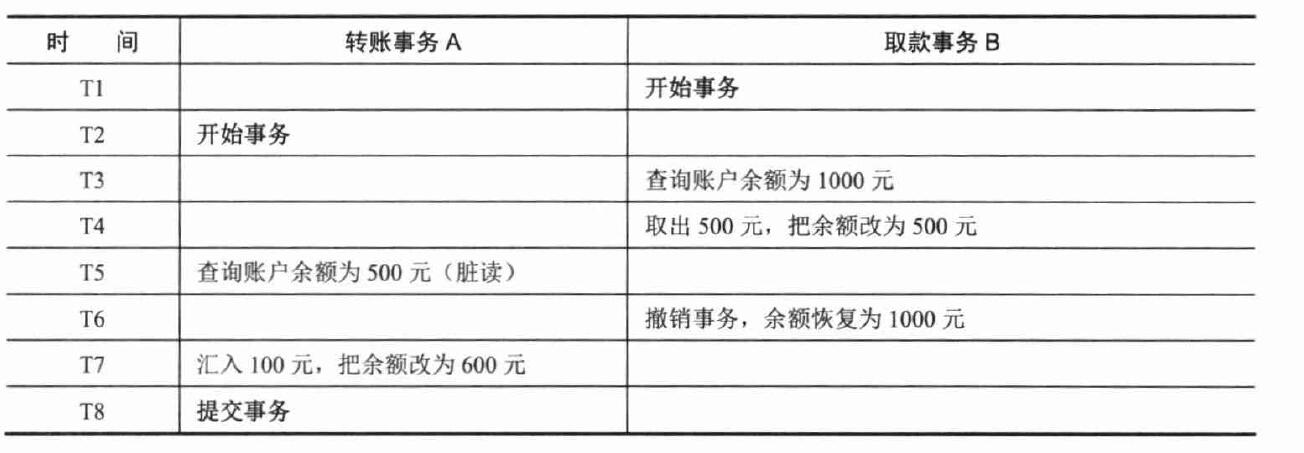 时 间 转账事务 A 取款事务 B
T1 开始事务
T2 开始事务
T3 查询账户余额为 1000 元
T4 取出 500 元，把余额改为 500 元
T5 查询账户余额为 500 元（脏读）
T6 撤销事务，余额恢复为 1000 元
T7 汇入 100 元，把余额改为 600 元
T8 提交事务